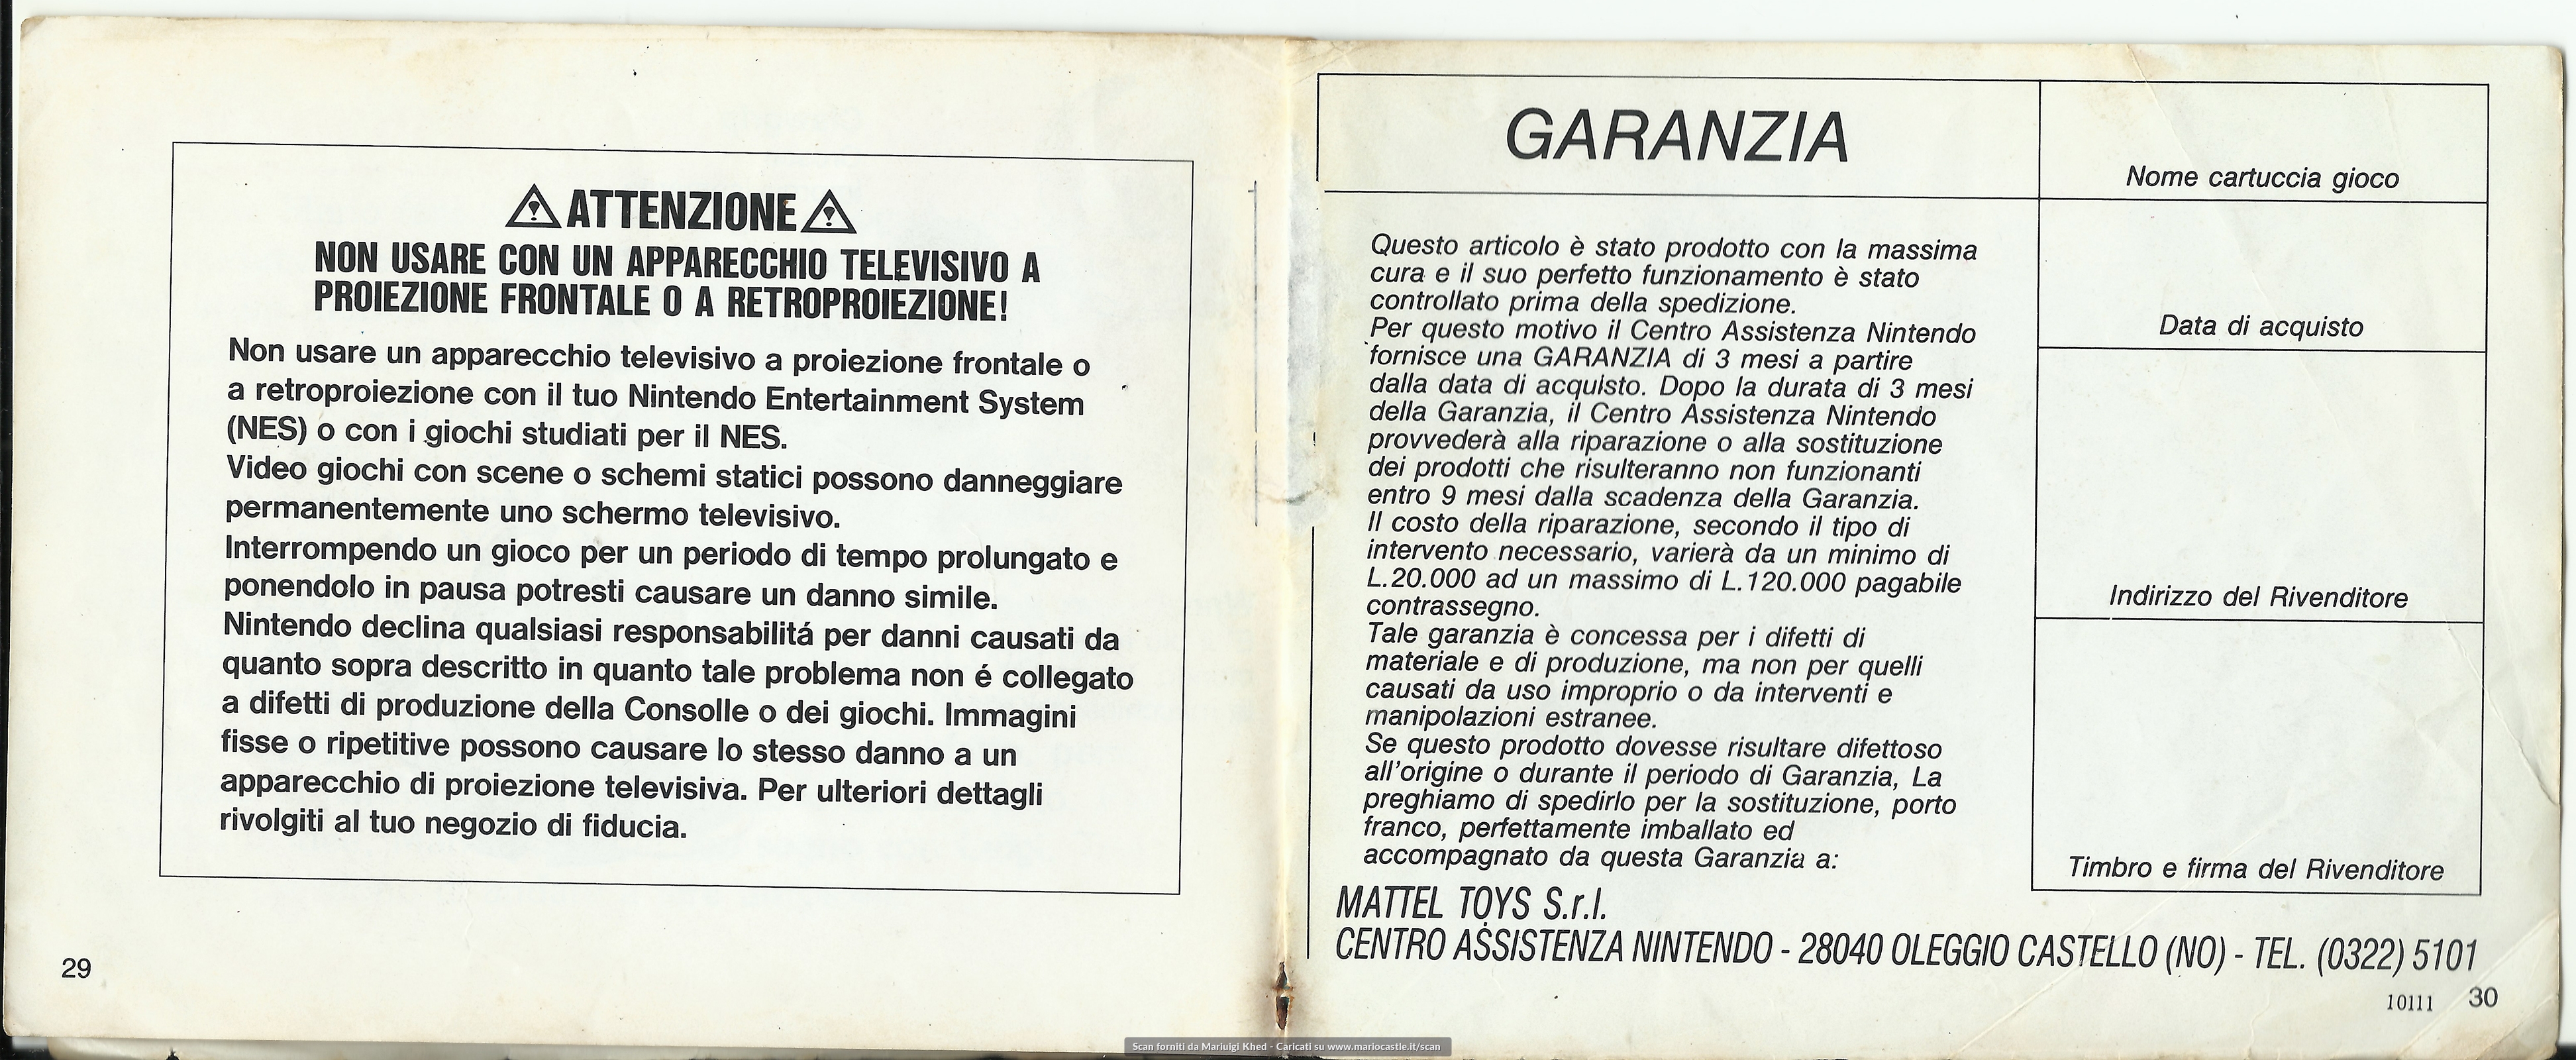 ATTENZIONE
NON USARE CON UN APPARECCHIO TELEVISIVO A
PROIEZIONE FRONTALE O A RETROPROIEZIONE!
Non usare un apparecchio televisivo a proiezione frontale o
a retroproiezione con il tuo Nintendo Entertainment System
(NES) o con i giochi studiati per il NES.
Video giochi con scene o schemi statici possono danneggiare
permanentemente uno schermo televisivo.
Interrompendo un gioco per un periodo di tempo prolungato e
ponendolo in pausa potresti causare un danno simile.
Nintendo declina qualsiasi responsabilitá per danni causati da
quanto sopra descritto in quanto tale problema non é collegato
a difetti di produzione della Consolle o dei giochi. Immagini
fisse o ripetitive possono causare lo stesso danno a un
apparecchio di proiezione televisiva. Per ulteriori dettagli
rivolgiti al tuo negozio di fiducia.
29
GARANZIA
Questo articolo è stato prodotto con la massima
cura e il suo perfetto funzionamento è stato
controllato prima della spedizione.
Per questo motivo il Centro Assistenza Nintendo
fornisce una GARANZIA di 3 mesi a partire
dalla data di acquisto. Dopo la durata di 3 mesi
della Garanzia, il Centro Assistenza Nintendo
provvederà alla riparazione o alla sostituzione
dei prodotti che risulteranno non funzionanti
entro 9 mesi dalla scadenza della Garanzia.
Il costo della riparazione, secondo il tipo di
intervento necessario, varierà da un minimo di
L.20.000 ad un massimo di L.120.000 pagabile
contrassegno.
Tale garanzia è concessa per i difetti di
materiale e di produzione, ma non per quelli
causati da uso improprio o da interventi e
manipolazioni estranee.
Se questo prodotto dovesse risultare difettoso
all'origine o durante il periodo di Garanzia, La
preghiamo di spedirlo per la sostituzione, porto
franco, perfettamente imballato ed
accompagnato da questa Garanzia a:
Nome cartuccia gioco
Data di acquisto
Indirizzo del Rivenditore
Timbro e firma del Rivenditore
MATTEL TOYS S.r.l.
CENTRO ASSISTENZA NINTENDO - 28040 OLEGGIO CASTELLO (NO) - TEL. (0322) 5101
10111 30
Scan forniti da Mariuigi Khed - Caricati su www.mariocastle.it/scan